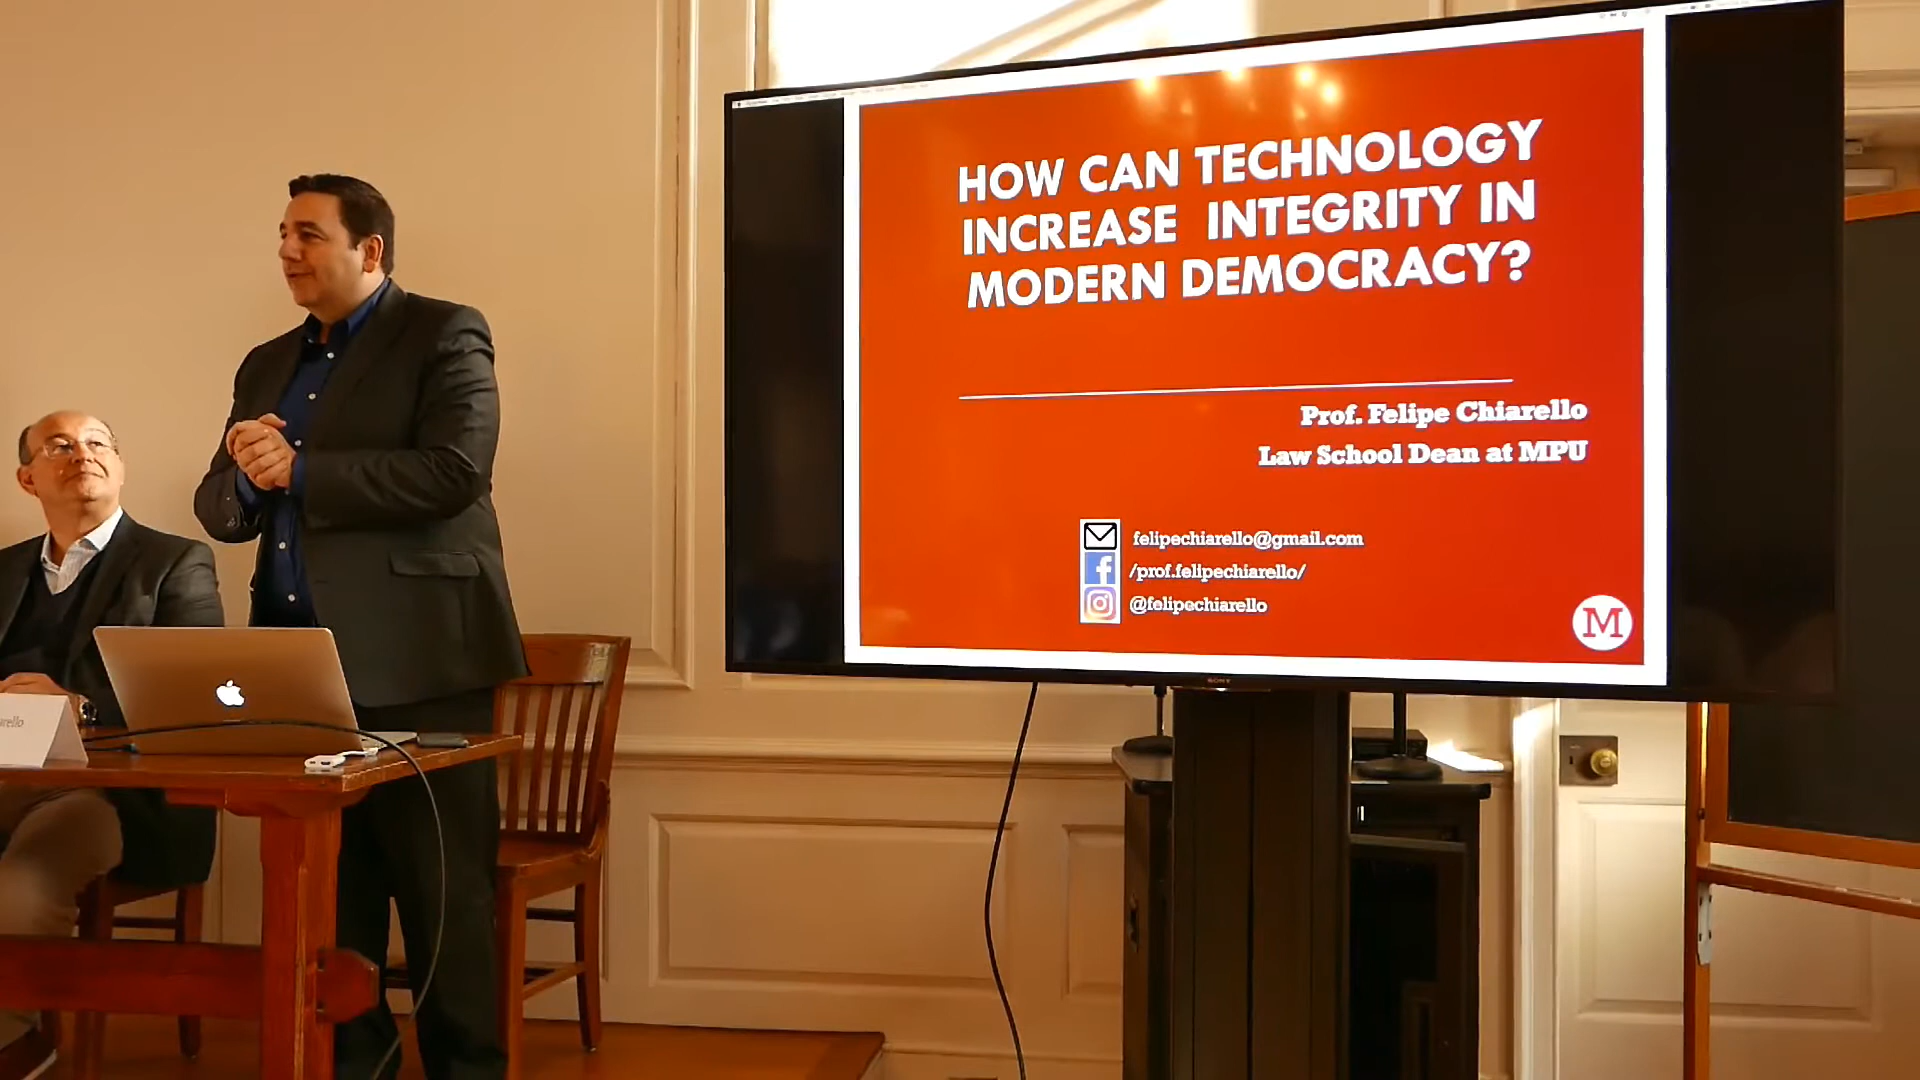 HOW CAN TECHNOLOGY
INCREASE INTEGRITY IN
MODERN DEMOCRACY?
Prof. Felipe Chiarello
Law School Dean at MPU
felipechiarello@gmail.com
/prof.felipechiarello/
@felipechiarello
M
SONY